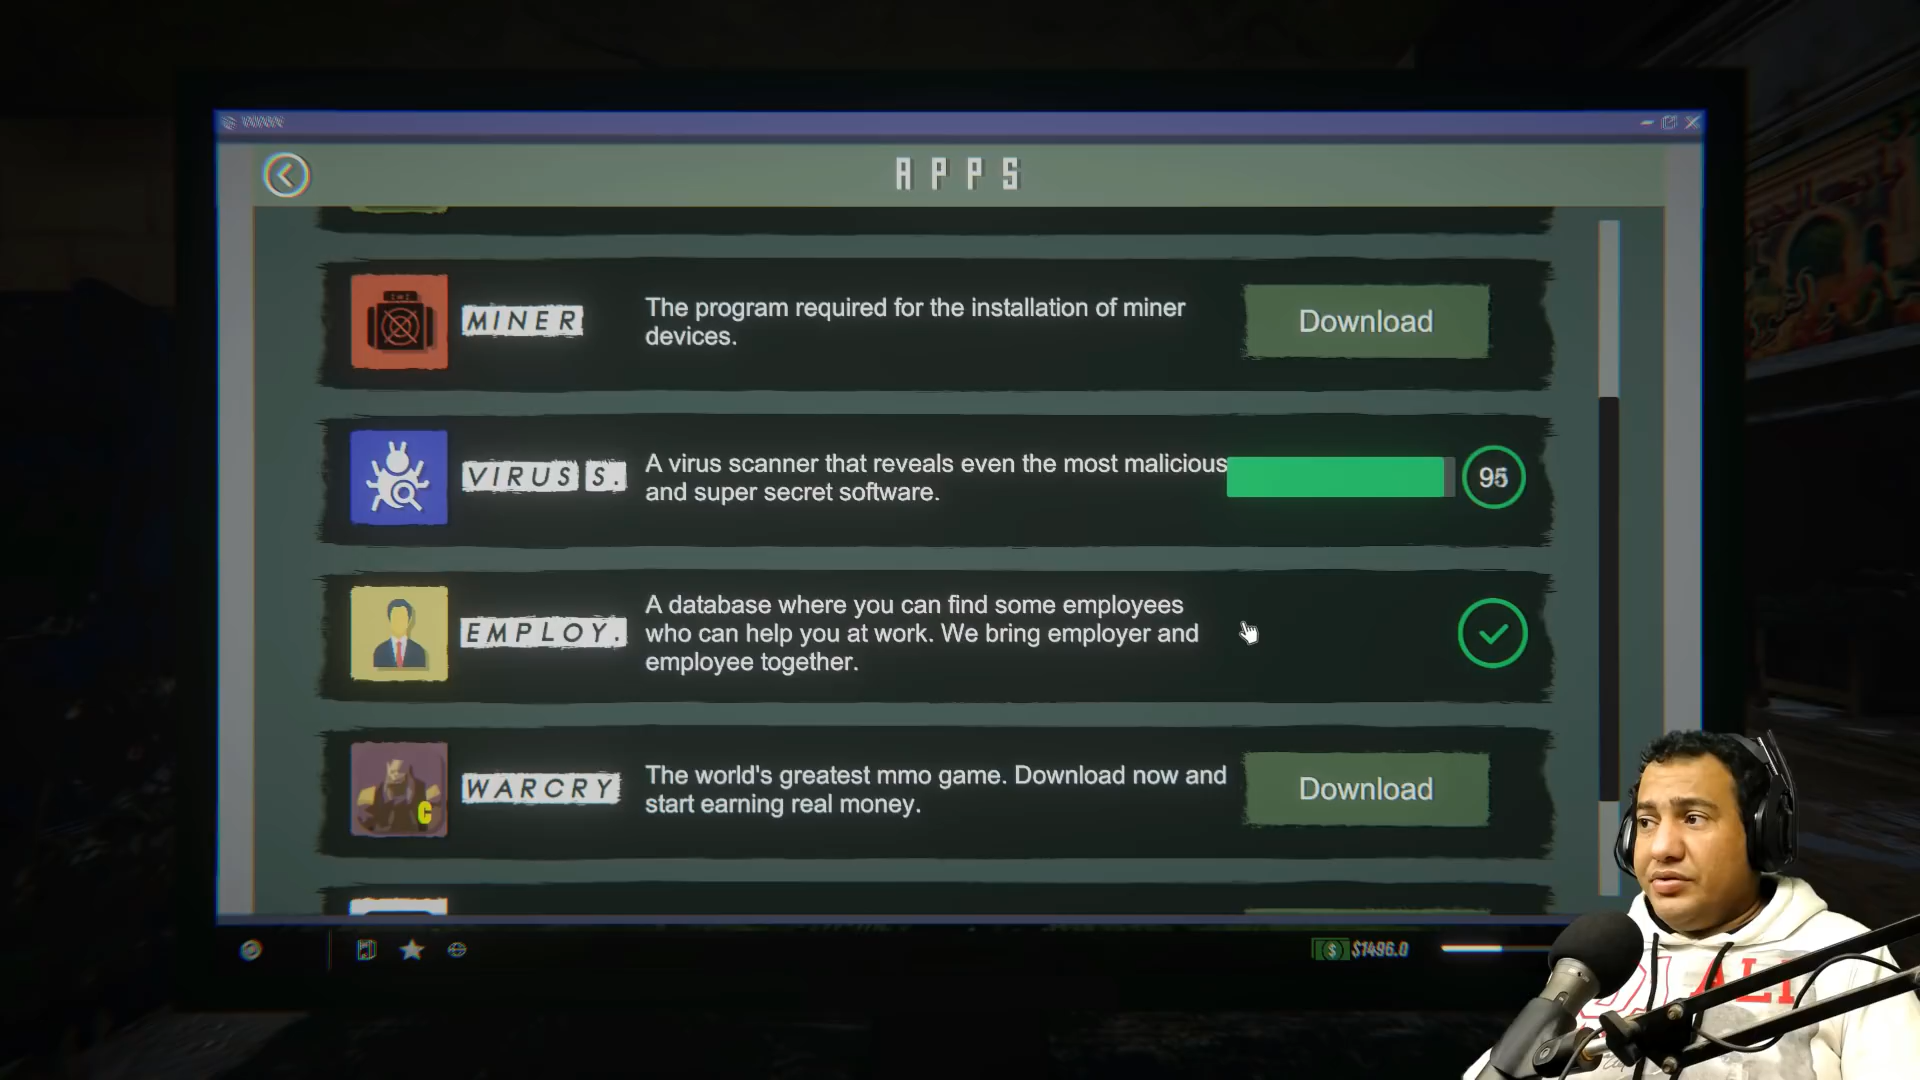 APPS
MINER
The program required for the installation of miner
devices.
Download
VIRUS S.
A virus scanner that reveals even the most malicious
and super secret software.
95
EMPLOY.
A database where you can find some employees
who can help you at work. We bring employer and
employee together.
WARCRY
C
The world's greatest mmo game. Download now and
start earning real money.
Download
$1496.0
ALI